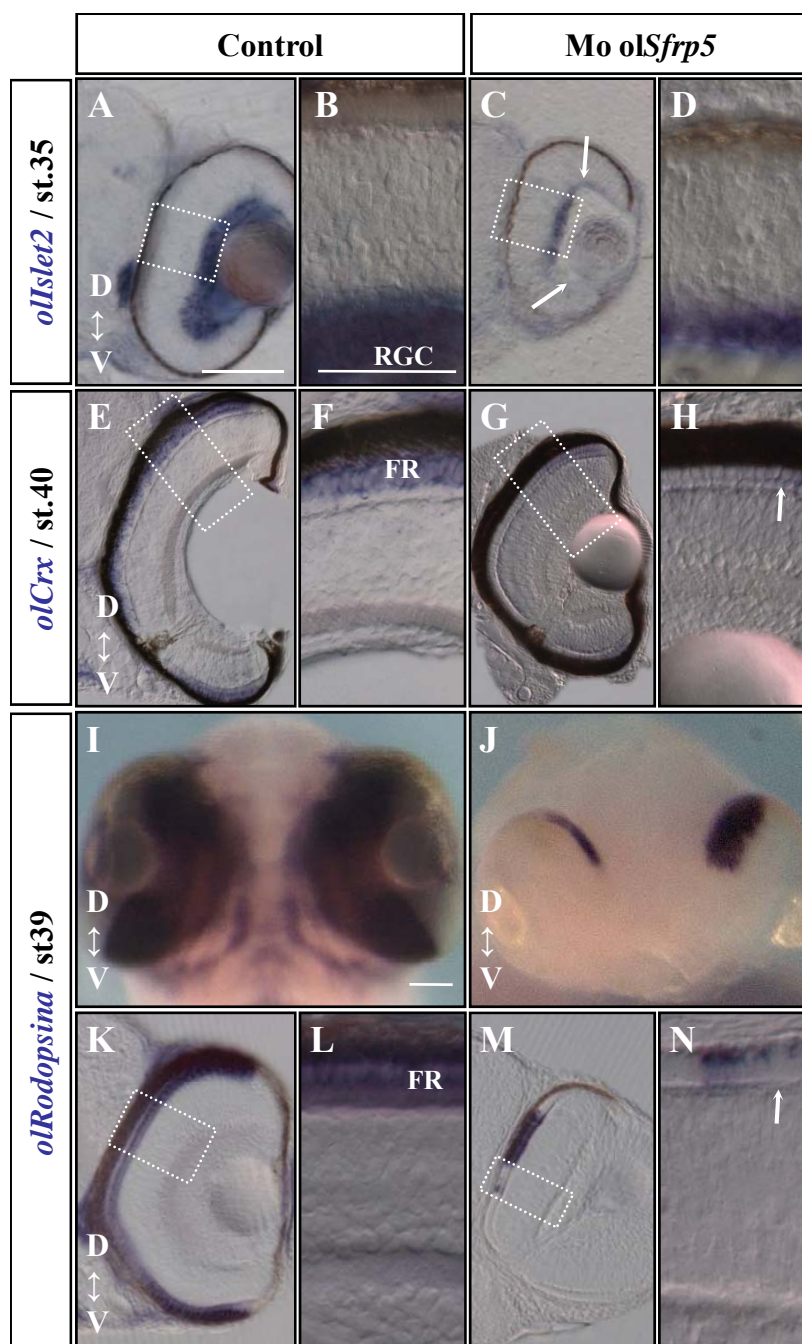 Control
Mo olSfrp5
olIslet2 / st.35
A
B
C
D
D
V
RGC
olCrx / st.40
E
F
G
H
FR
D
V
olRodopsina / st39
I
J
D
V
D
V
K
L
M
N
FR
D
V